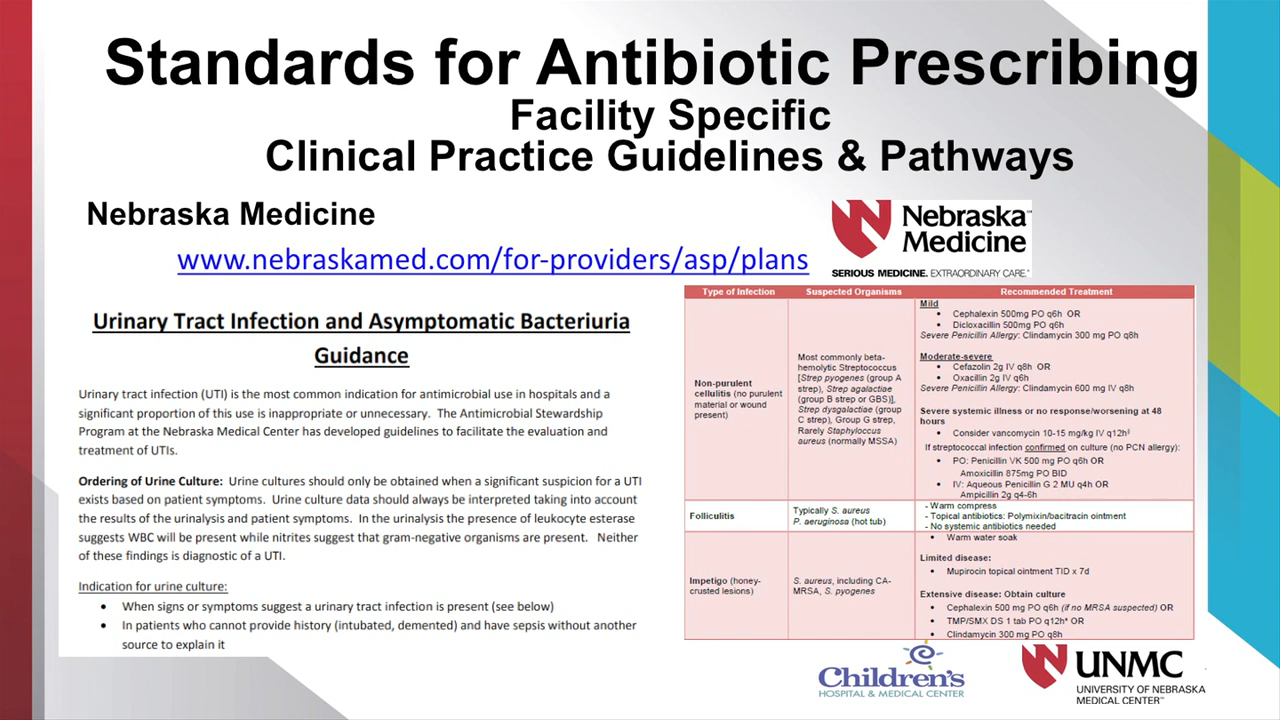 Standards for Antibiotic Prescribing
Facility Specific
Clinical Practice Guidelines & Pathways
Nebraska Medicine
www.nebraskamed.com/for-providers/asp/plans
Nebraska™
Medicine
SERIOUS MEDICINE. EXTRAORDINARY CARE.®
Urinary Tract Infection and Asymptomatic Bacteriuria
Guidance
Urinary tract infection (UTI) is the most common indication for antimicrobial use in hospitals and a
significant proportion of this use is inappropriate or unnecessary. The Antimicrobial Stewardship
Program at the Nebraska Medical Center has developed guidelines to facilitate the evaluation and
treatment of UTIs.
Ordering of Urine Culture: Urine cultures should only be obtained when a significant suspicion for a UTI
exists based on patient symptoms. Urine culture data should always be interpreted taking into account
the results of the urinalysis and patient symptoms. In the urinalysis the presence of leukocyte esterase
suggests WBC will be present while nitrites suggest that gram-negative organisms are present. Neither
of these findings is diagnostic of a UTI.
Indication for urine culture:
• When signs or symptoms suggest a urinary tract infection is present (see below)
• In patients who cannot provide history (intubated, demented) and have sepsis without another
source to explain it
Type of Infection
Suspected Organisms
Recommended Treatment
Non-purulent
cellulitis (no purulent
material or wound
present)
Most commonly beta-
hemolytic Streptococcus
[Strep pyogenes (group A
strep), Strep agalactiae
(group B strep or GBS)],
Strep dysgalactiae (group
C strep), Group G strep,
Rarely Staphyloccus
aureus (normally MSSA)
Mild
• Cephalexin 500mg PO q6h OR
• Dicloxacillin 500mg PO q6h
Severe Penicillin Allergy: Clindamycin 300 mg PO q8h
Moderate-severe
• Cefazolin 2g IV q8h OR
• Oxacillin 2g IV q6h
Severe Penicillin Allergy: Clindamycin 600 mg IV q8h
Severe systemic illness or no response/worsening at 48
hours
• Consider vancomycin 10-15 mg/kg IV q12h
If streptococcal infection confirmed on culture (no PCN allergy):
• PO: Penicillin VK 500 mg PO q6h OR
Amoxicillin 875mg PO BID
• IV: Aqueous Penicillin G 2 MU q4h OR
Ampicillin 2g q4-6h
Folliculitis
Typically S. aureus
P. aeruginosa (hot tub)
- Warm compress
- Topical antibiotics: Polymixin/bacitracin ointment
- No systemic antibiotics needed
Impetigo (honey-
crusted lesions)
S. aureus, including CA-
MRSA, S. pyogenes
• Warm water soak
Limited disease:
• Mupirocin topical ointment TID x 7d
Extensive disease: Obtain culture
• Cephalexin 500 mg PO q6h (if no MRSA suspected) OR
• TMP/SMX DS 1 tab PO q12h* OR
• Clindamycin 300 mg PO q8h
Children's
HOSPITAL & MEDICAL CENTER
UNMC
UNIVERSITY OF NEBRASKA
MEDICAL CENTER™